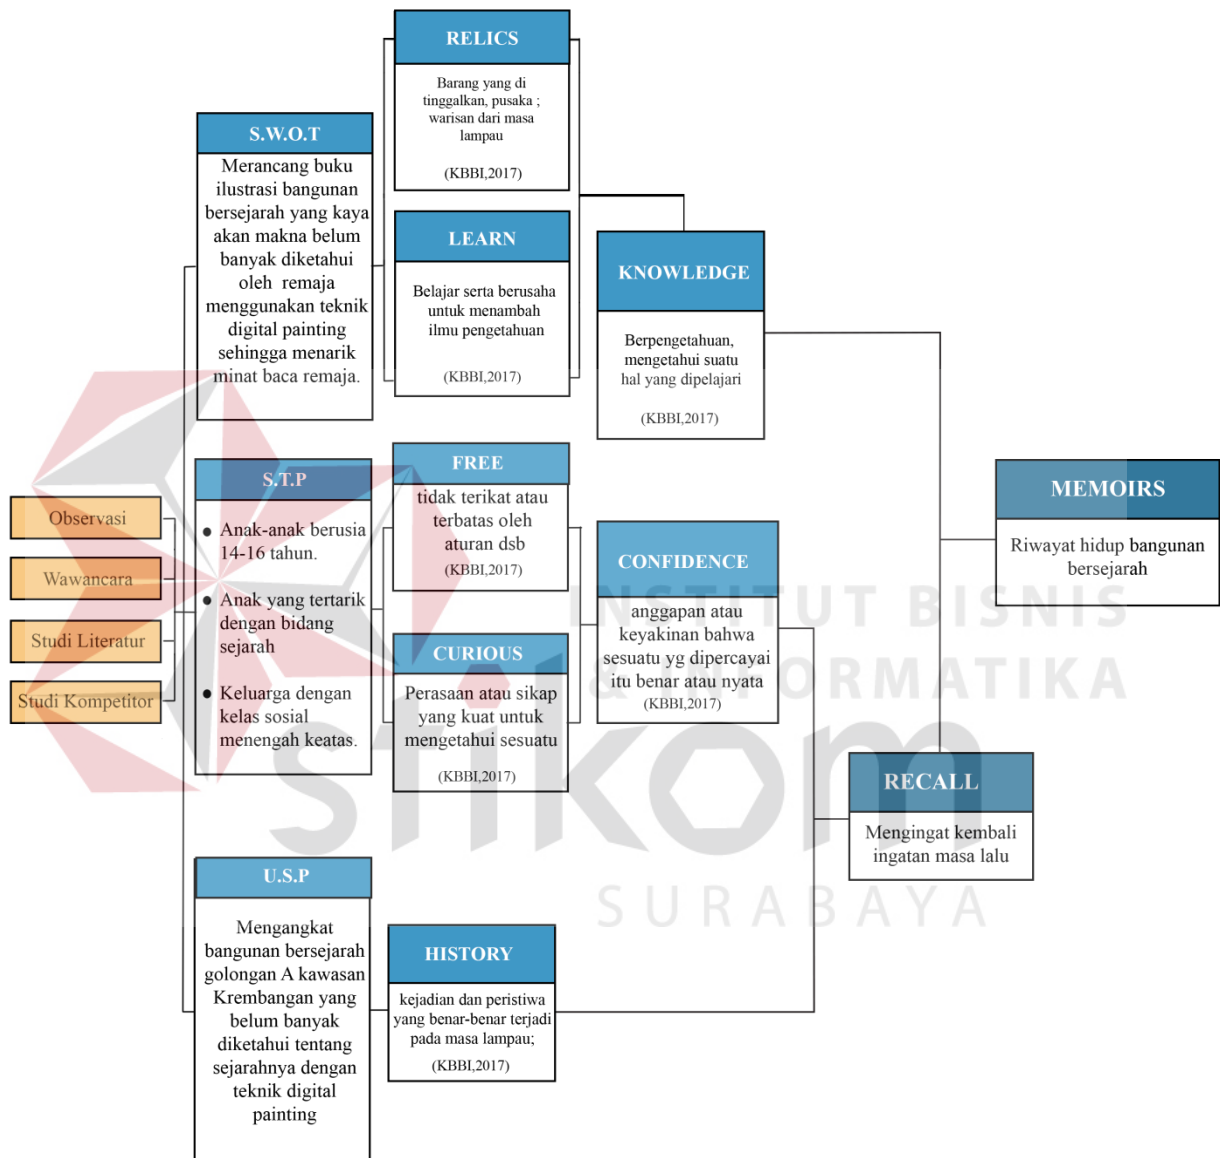 Observasi
Wawancara
Studi Literatur
Studi Kompetitor
S.W.O.T
Merancang buku
ilustrasi bangunan
bersejarah yang kaya
akan makna belum
banyak diketahui
oleh remaja
menggunakan teknik
digital painting
sehingga menarik
minat baca remaja.
S.T.P
Anak-anak berusia
14-16 tahun.
Anak yang tertarik
dengan bidang
sejarah
Keluarga dengan
kelas sosial
menengah keatas.
U.S.P
Mengangkat
bangunan bersejarah
golongan A kawasan
Krembangan yang
belum banyak
diketahui tentang
sejarahnya dengan
teknik digital
painting
RELICS
Barang yang di
tinggalkan, pusaka ;
warisan dari masa
lampau
(KBBI,2017)
LEARN
Belajar serta berusaha
untuk menambah
ilmu pengetahuan
(KBBI,2017)
FREE
tidak terikat atau
terbatas oleh
aturan dsb
(KBBI,2017)
CURIOUS
Perasaan atau sikap
yang kuat untuk
mengetahui sesuatu
(KBBI,2017)
HISTORY
kejadian dan peristiwa
yang benar-benar terjadi
pada masa lampau;
(KBBI,2017)
KNOWLEDGE
Berpengetahuan,
mengetahui suatu
hal yang dipelajari
(KBBI,2017)
CONFIDENCE
anggapan atau
keyakinan bahwa
sesuatu yg dipercayai
itu benar atau nyata
(KBBI,2017)
RECALL
Mengingat kembali
ingatan masa lalu
MEMOIRS
Riwayat hidup bangunan
bersejarah
INSTITUT BISNIS
& INFORMATIKA
stikom
SURABAYA